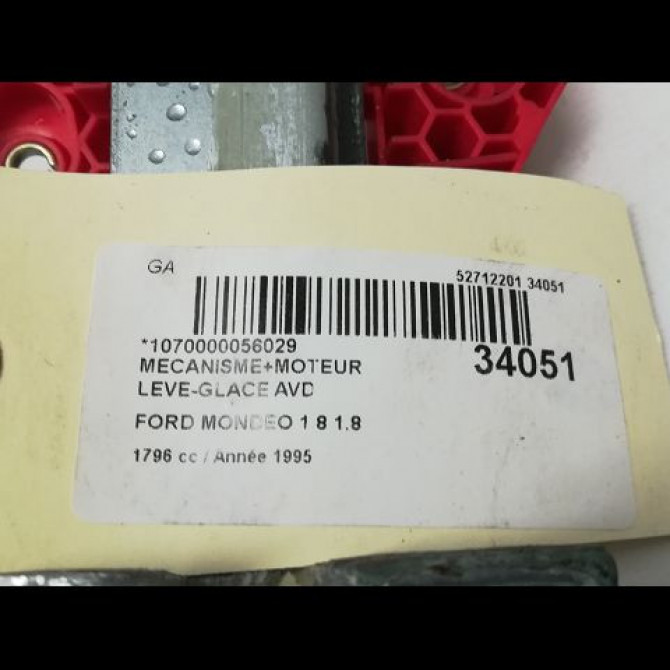 GA
52712201 34051
*1070000056029
34051
MECANISME+MOTEUR
LEVE-GLACE AVD
FORD MONDEO 1 8 1.8
1796 cc / Année 1995